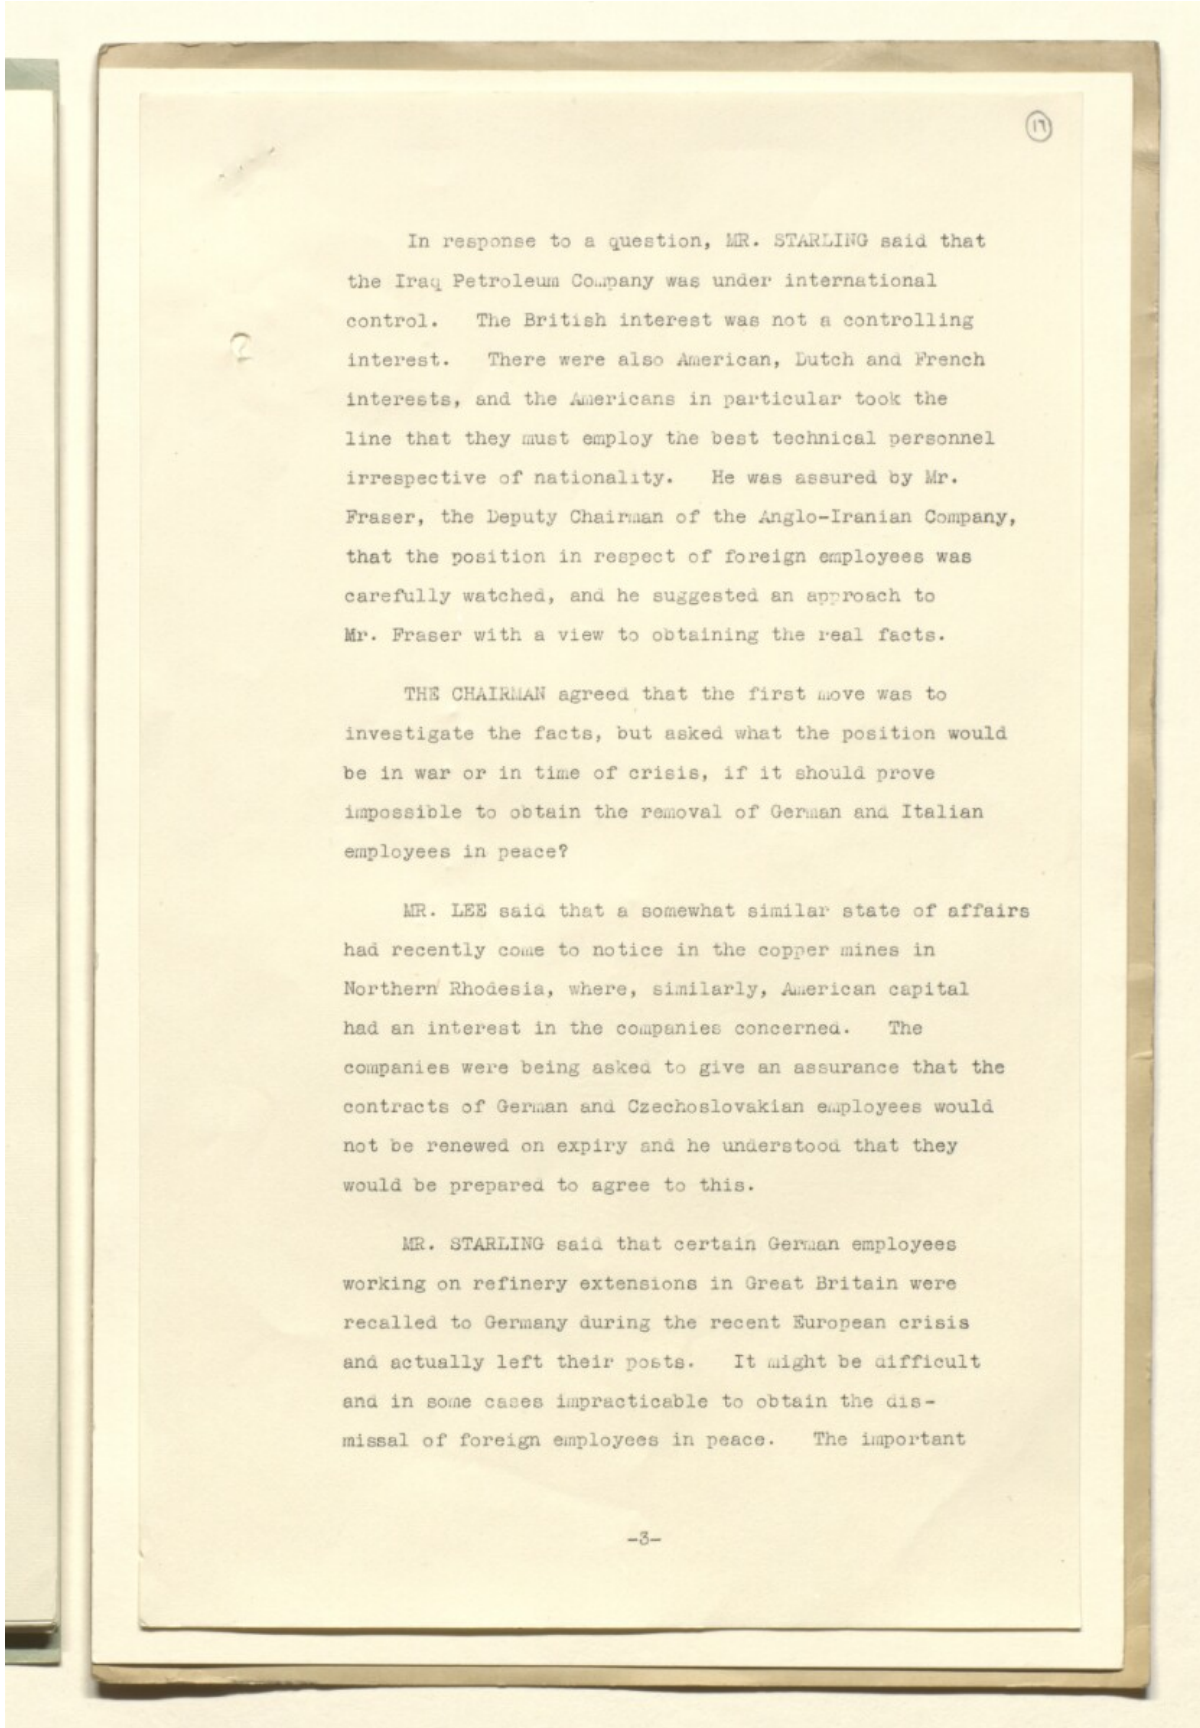 17
In response to a question, MR. STARLING said that
the Iraq Petroleum Company was under international
control. The British interest was not a controlling
interest. There were also American, Dutch and French
interests, and the Americans in particular took the
line that they must employ the best technical personnel
irrespective of nationality. He was assured by Mr.
Fraser, the Deputy Chairman of the Anglo-Iranian Company,
that the position in respect of foreign employees was
carefully watched, and he suggested an approach to
Mr. Fraser with a view to obtaining the real facts.
THE CHAIRMAN agreed that the first move was to
investigate the facts, but asked what the position would
be in war or in time of crisis, if it should prove
impossible to obtain the removal of German and Italian
employees in peace?
MR. LEE said that a somewhat similar state of affairs
had recently come to notice in the copper mines in
Northern Rhodesia, where, similarly, American capital
had an interest in the companies concerned. The
companies were being asked to give an assurance that the
contracts of German and Czechoslovakian employees would
not be renewed on expiry and he understood that they
would be prepared to agree to this.
MR. STARLING said that certain German employees
working on refinery extensions in Great Britain were
recalled to Germany during the recent European crisis
and actually left their posts. It might be difficult
and in some cases impracticable to obtain the dis-
missal of foreign employees in peace. The important
-3-